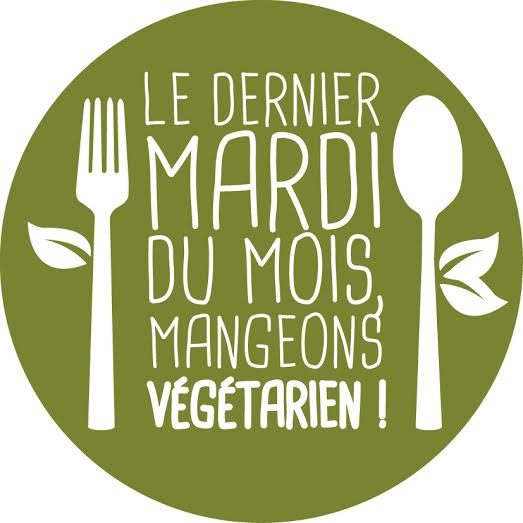 LE DERNIER
MARDI
DU MOIS,
MANGEONS
VÉGÉTARIEN !